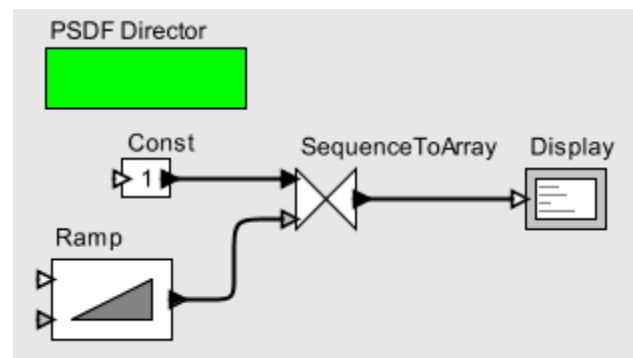 PSDF Director
Const
SequenceToArray
Display
1
Ramp